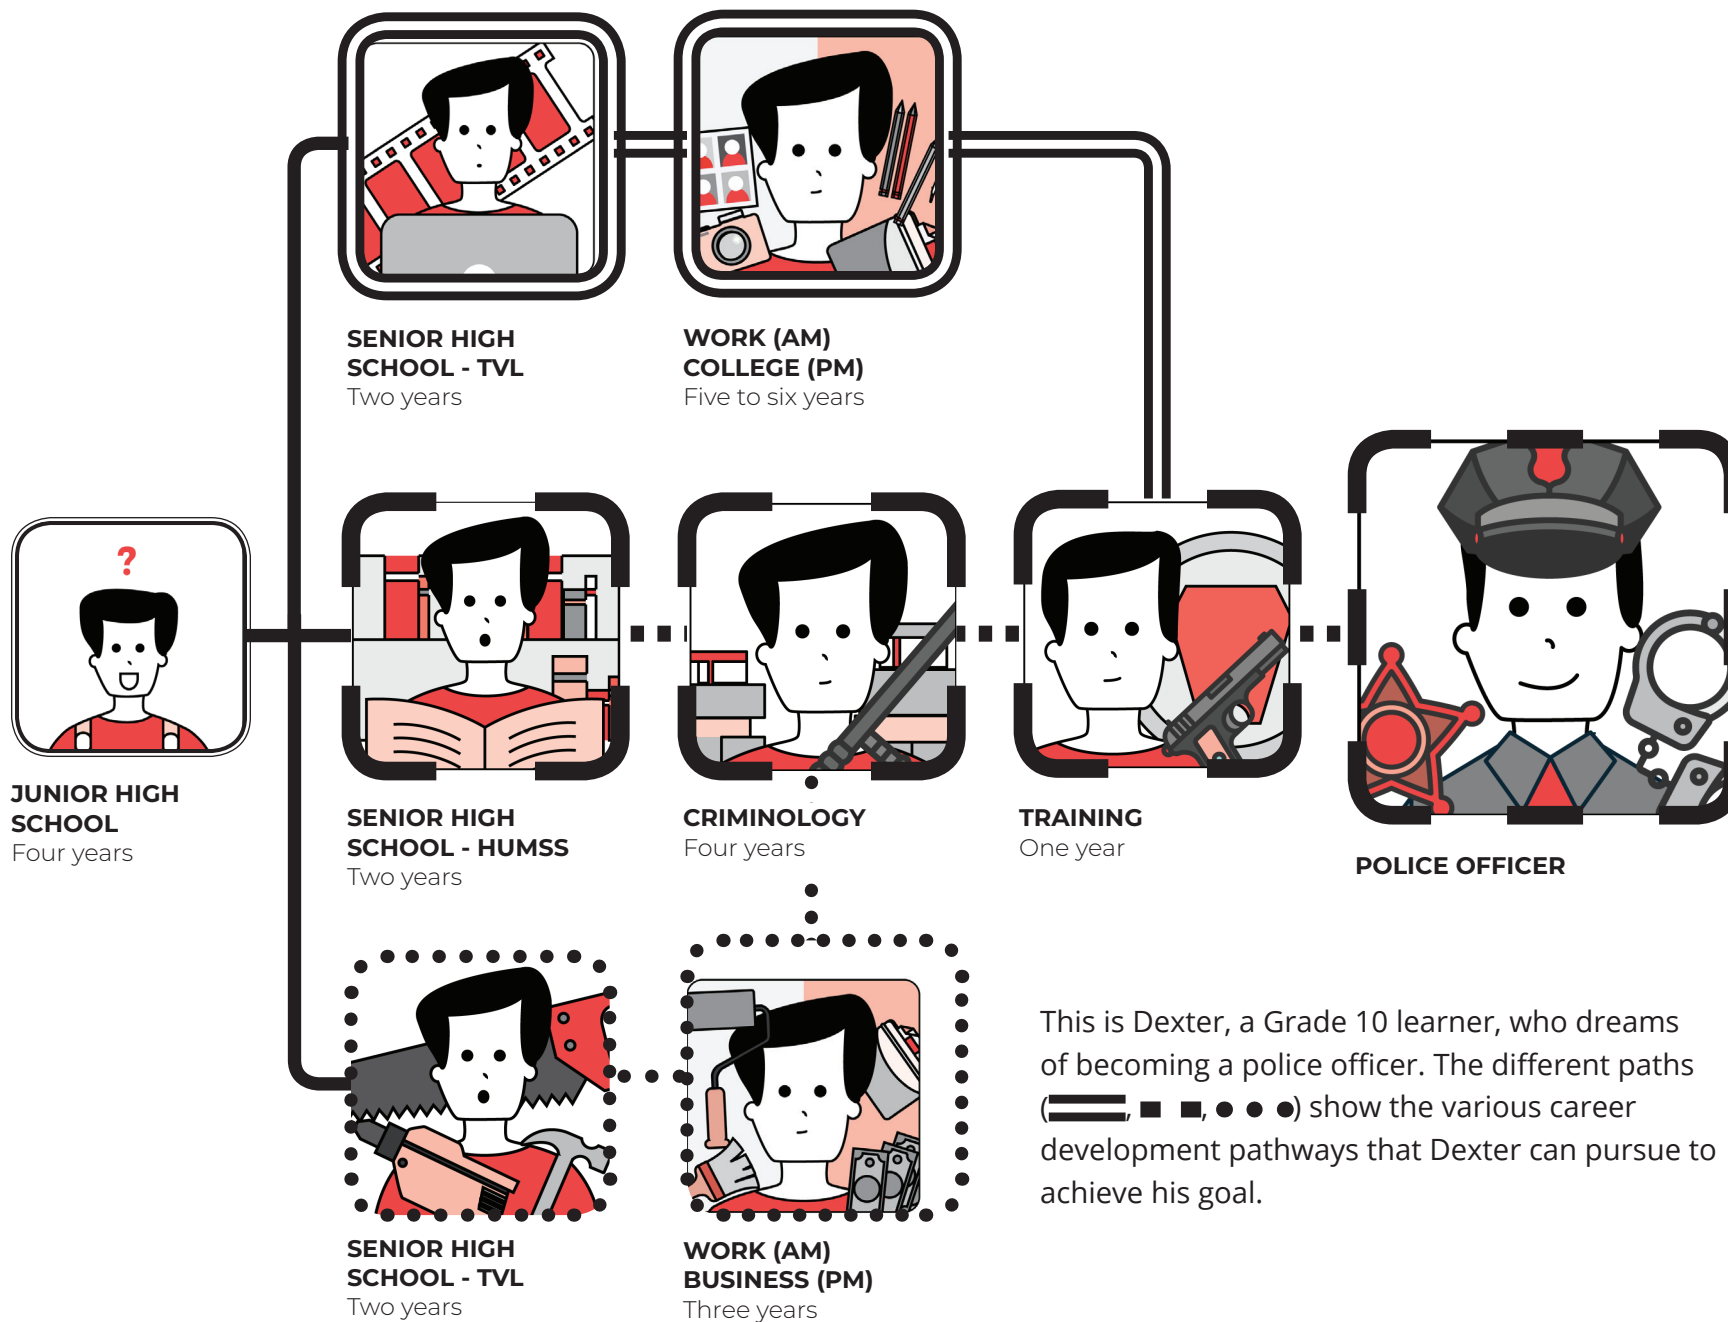 SENIOR HIGH
SCHOOL - TVL
Two years
WORK (AM)
COLLEGE (PM)
Five to six years
?
JUNIOR HIGH
SCHOOL
Four years
SENIOR HIGH
SCHOOL - HUMSS
Two years
CRIMINOLOGY
Four years
TRAINING
One year
POLICE OFFICER
SENIOR HIGH
SCHOOL - TVL
Two years
WORK (AM)
BUSINESS (PM)
Three years
This is Dexter, a Grade 10 learner, who dreams
of becoming a police officer. The different paths
(, ■ ■, ● ● ●) show the various career
development pathways that Dexter can pursue to
achieve his goal.